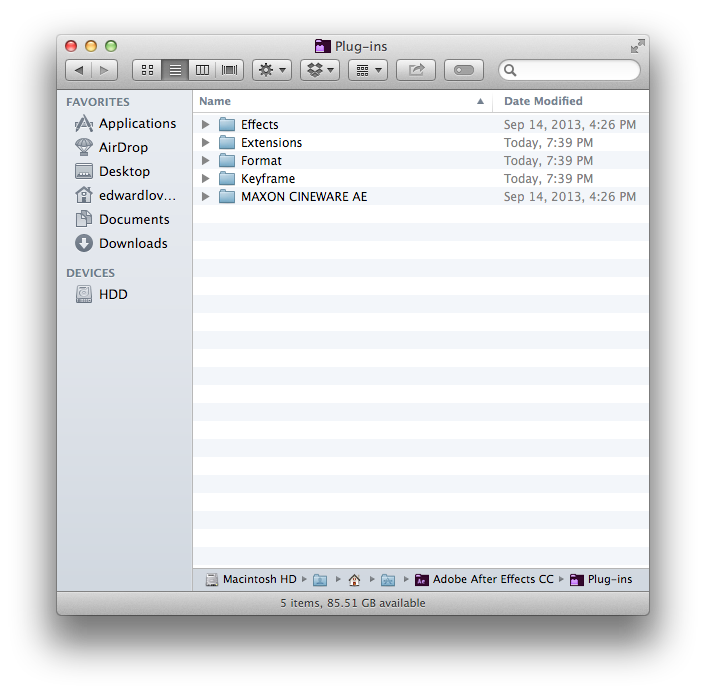 Plug-ins
FAVORITES
Applications
AirDrop
Desktop
edwardlov...
Documents
Downloads
DEVICES
HDD
Name Date Modified
Effects Sep 14, 2013, 4:26 PM
Extensions Today, 7:39 PM
Format Today, 7:39 PM
Keyframe Today, 7:39 PM
MAXON CINEWARE AE Sep 14, 2013, 4:26 PM
Macintosh HD Ae Adobe After Effects CC Plug-ins
5 items, 85.51 GB available